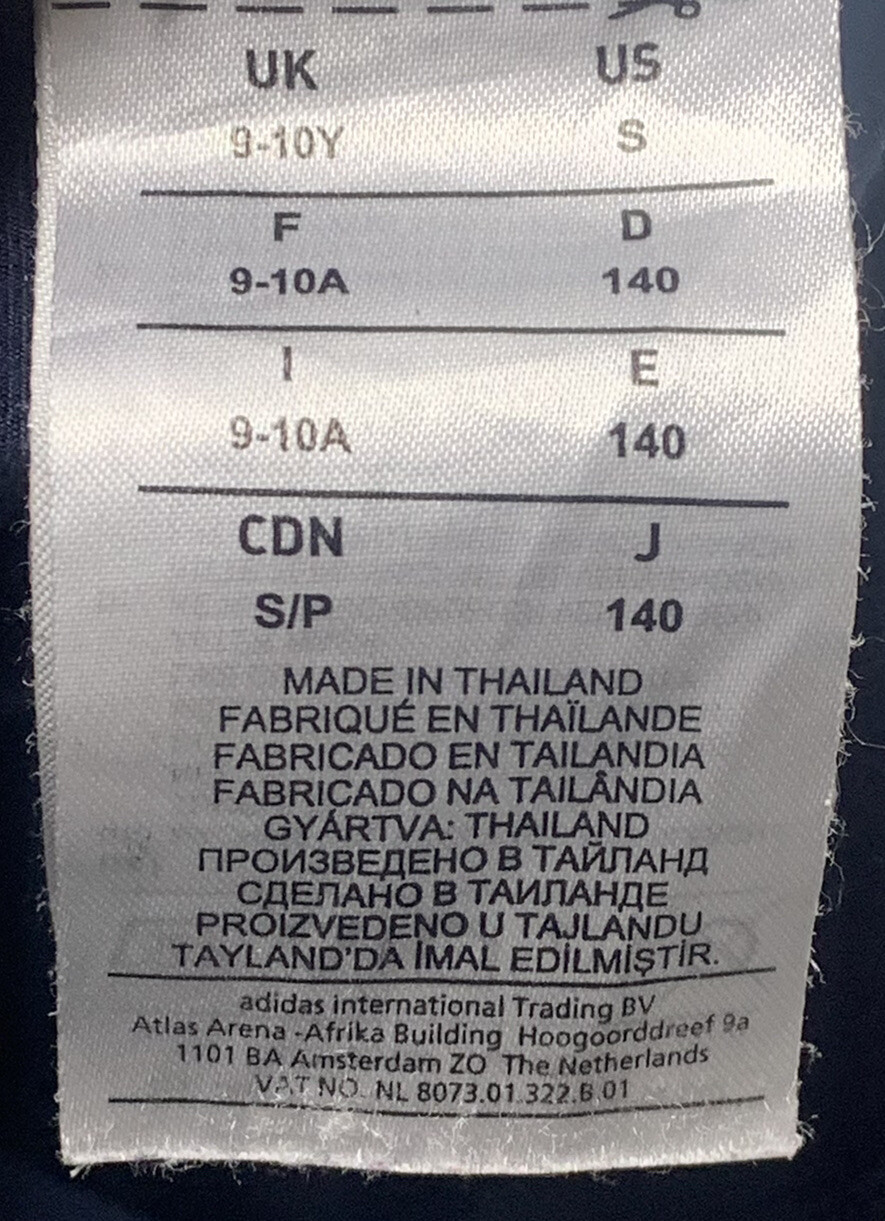 UK US
9-10Y S
F D
9-10A 140
I E
9-10A 140
CDN J
S/P 140
MADE IN THAILAND
FABRIQUÉ EN THAÏLANDE
FABRICADO EN TAILANDIA
FABRICADO NA TAILÂNDIA
GYÁRTVA: THAILAND
ПРОИЗВЕДЕНО В ТАЙЛАНД
СДЕЛАНО В ТАИЛАНДЕ
PROIZVEDENO U TAJLANDU
TAYLAND'DA İMAL EDİLMİŞTİR.
adidas international Trading BV
Atlas Arena -Afrika Building Hoogoorddreef 9a
1101 BA Amsterdam ZO The Netherlands
VAT NO. NL 8073.01.322.B.01